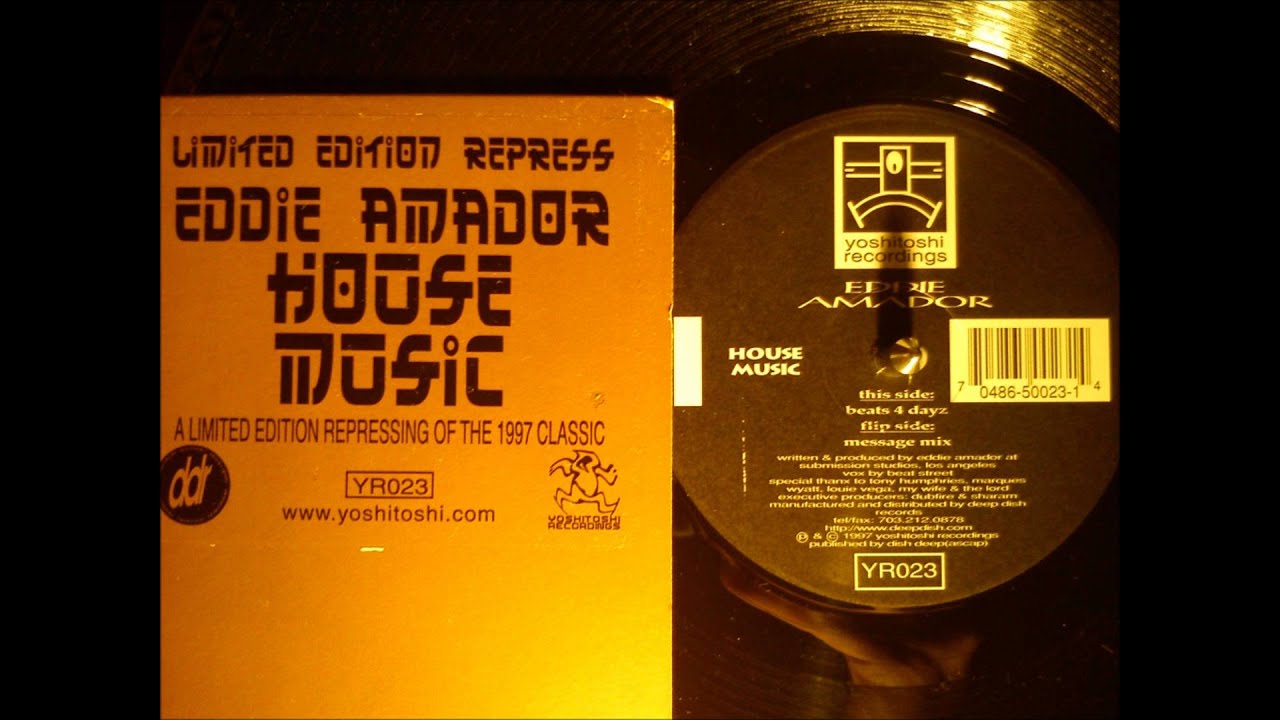 LIMITED EDITION REPRESS
EDDIE AMADOR
HOUSE
MUSIC
A LIMITED EDITION REPRESSING OF THE 1997 CLASSIC
ddr
YR023
www.yoshitoshi.com
YOSHITOSHI
RECORDINGS
yoshitoshi
recordings
EDDIE
AMADOR
HOUSE
MUSIC
7 0486-50023-1 4
this side:
beats 4 dayz
flip side:
message mix
written & produced by eddie amador at
submission studios, los angeles
vox by beat street
special thanx to tony humphries, marques
wyatt, louie vega, my wife & the lord
executive producers: dubfire & sharam
manufactured and distributed by deep dish
records
tel/fax: 703.212.0878
http://www.deepdish.com
℗ & © 1997 yoshitoshi recordings
published by dish deep(ascap)
YR023